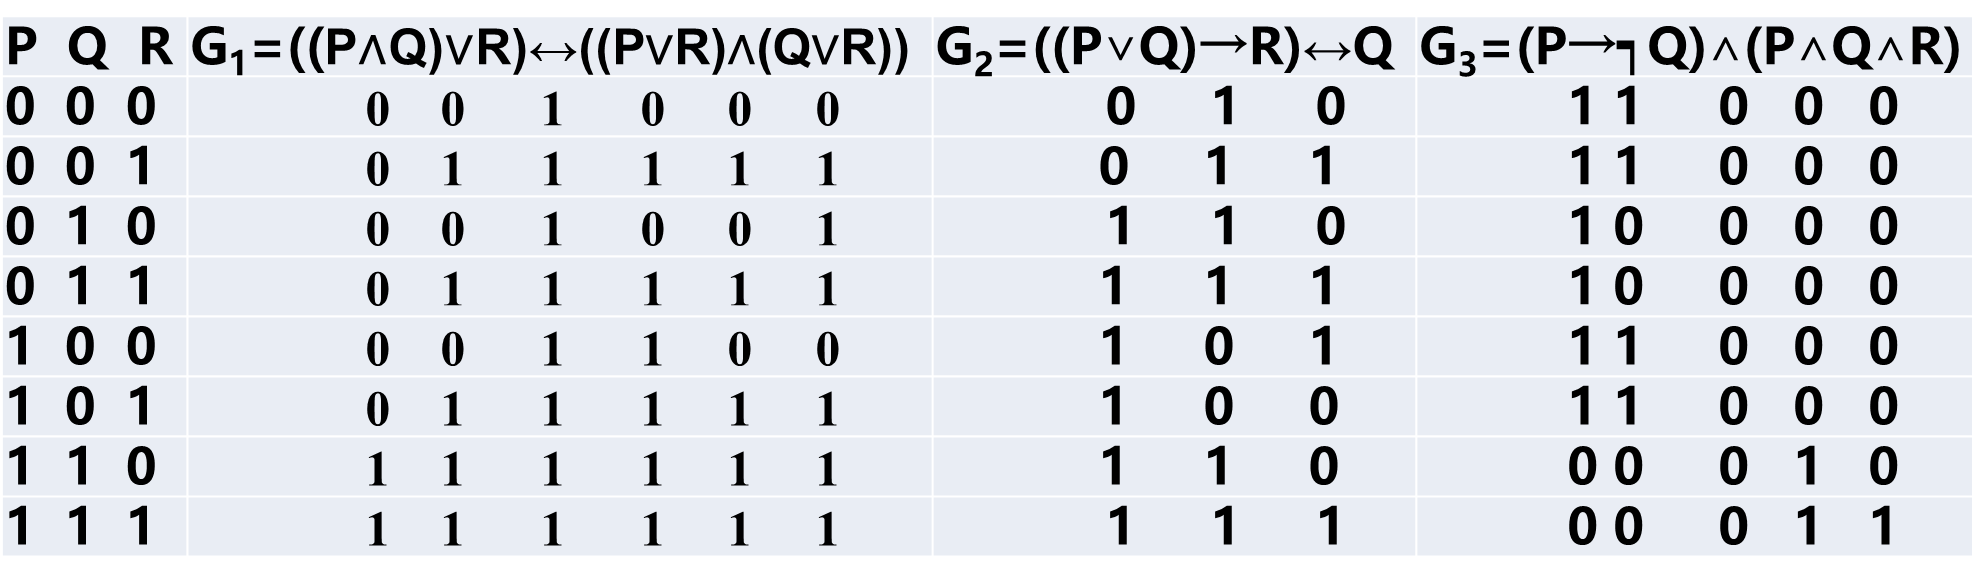 P Q R G₁=((P∧Q)∨R)↔((P∨R)∧(Q∨R)) G₂=((P∨Q)→R)↔Q G₃=(P→┐Q)∧(P∧Q∧R)
0 0 0 0 0 1 0 0 0 0 1 0 1 1 0 0 0
0 0 1 0 1 1 1 1 1 0 1 1 1 1 0 0 0
0 1 0 0 0 1 0 0 1 1 1 0 1 0 0 0 0
0 1 1 0 1 1 1 1 1 1 1 1 1 0 0 0 0
1 0 0 0 0 1 1 0 0 1 0 1 1 1 0 0 0
1 0 1 0 1 1 1 1 1 1 0 0 1 1 0 0 0
1 1 0 1 1 1 1 1 1 1 1 0 0 0 0 1 0
1 1 1 1 1 1 1 1 1 1 1 1 0 0 0 1 1